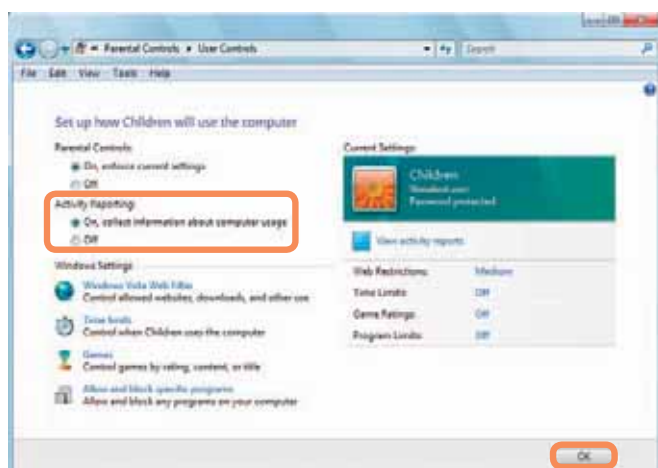 Parental Controls ▸ User Controls
Search
File Edit View Tools Help
Set up how Children will use the computer
Parental Controls:
On, enforce current settings
Off
Activity Reporting:
On, collect information about computer usage
Off
Windows Settings
Windows Vista Web Filter
Control allowed websites, downloads, and other use
Time limits
Control when Children uses the computer
Games
Control games by rating, content, or title
Allow and block specific programs
Allow and block any programs on your computer
Current Settings:
Children
Standard user
Password protected
View activity reports
Web Restrictions: Medium
Time Limits: Off
Game Ratings: Off
Program Limits: Off
OK